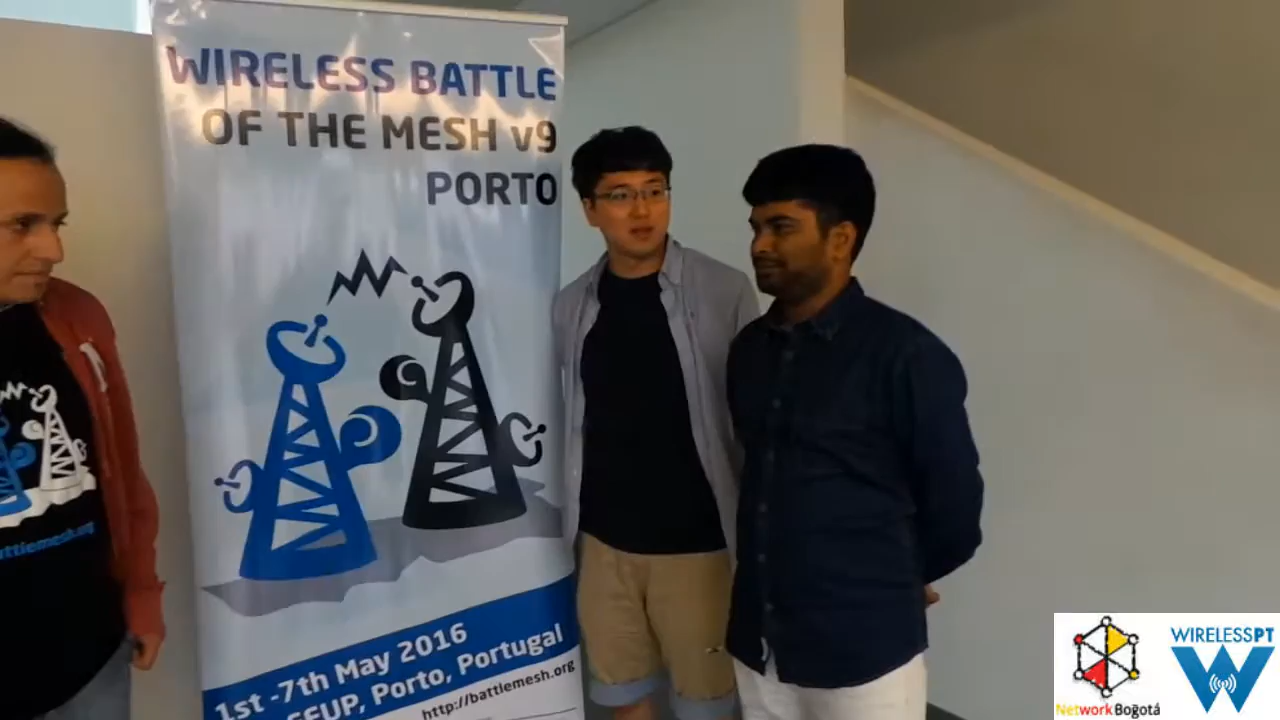 WIRELESS BATTLE
OF THE MESH v9
PORTO
1st -7th May 2016
FEUP, Porto, Portugal
http://battlemesh.org
battlemesh.org
NetworkBogotá
WIRELESSPT